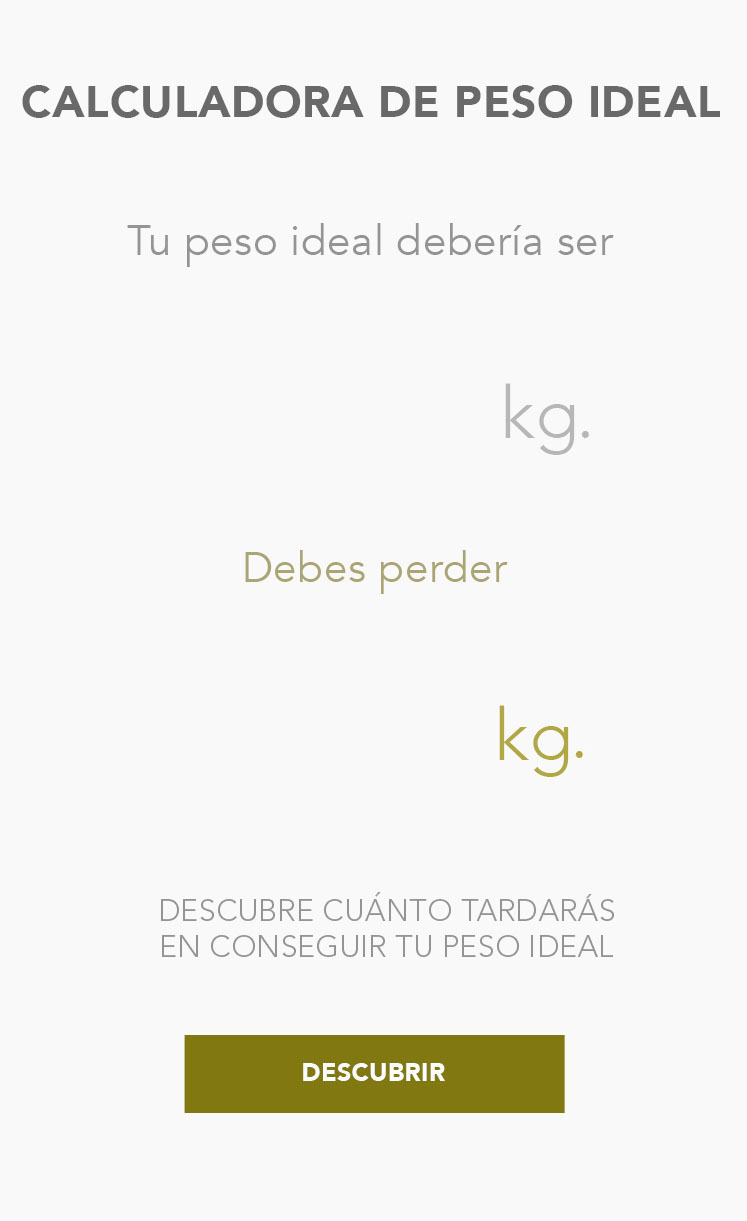 CALCULADORA DE PESO IDEAL
Tu peso ideal debería ser
kg.
Debes perder
kg.
DESCUBRE CUÁNTO TARDARÁS
EN CONSEGUIR TU PESO IDEAL
DESCUBRIR